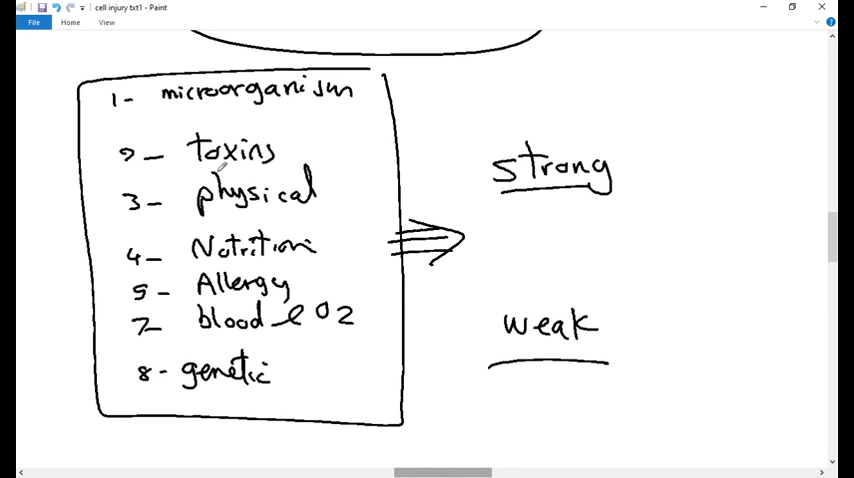 cell injury txt1 - Paint
File Home View
1- microorganism
2- toxins
3- physical
4- Nutrition
5- Allergy
7- blood O2
8- genetic
strong
weak